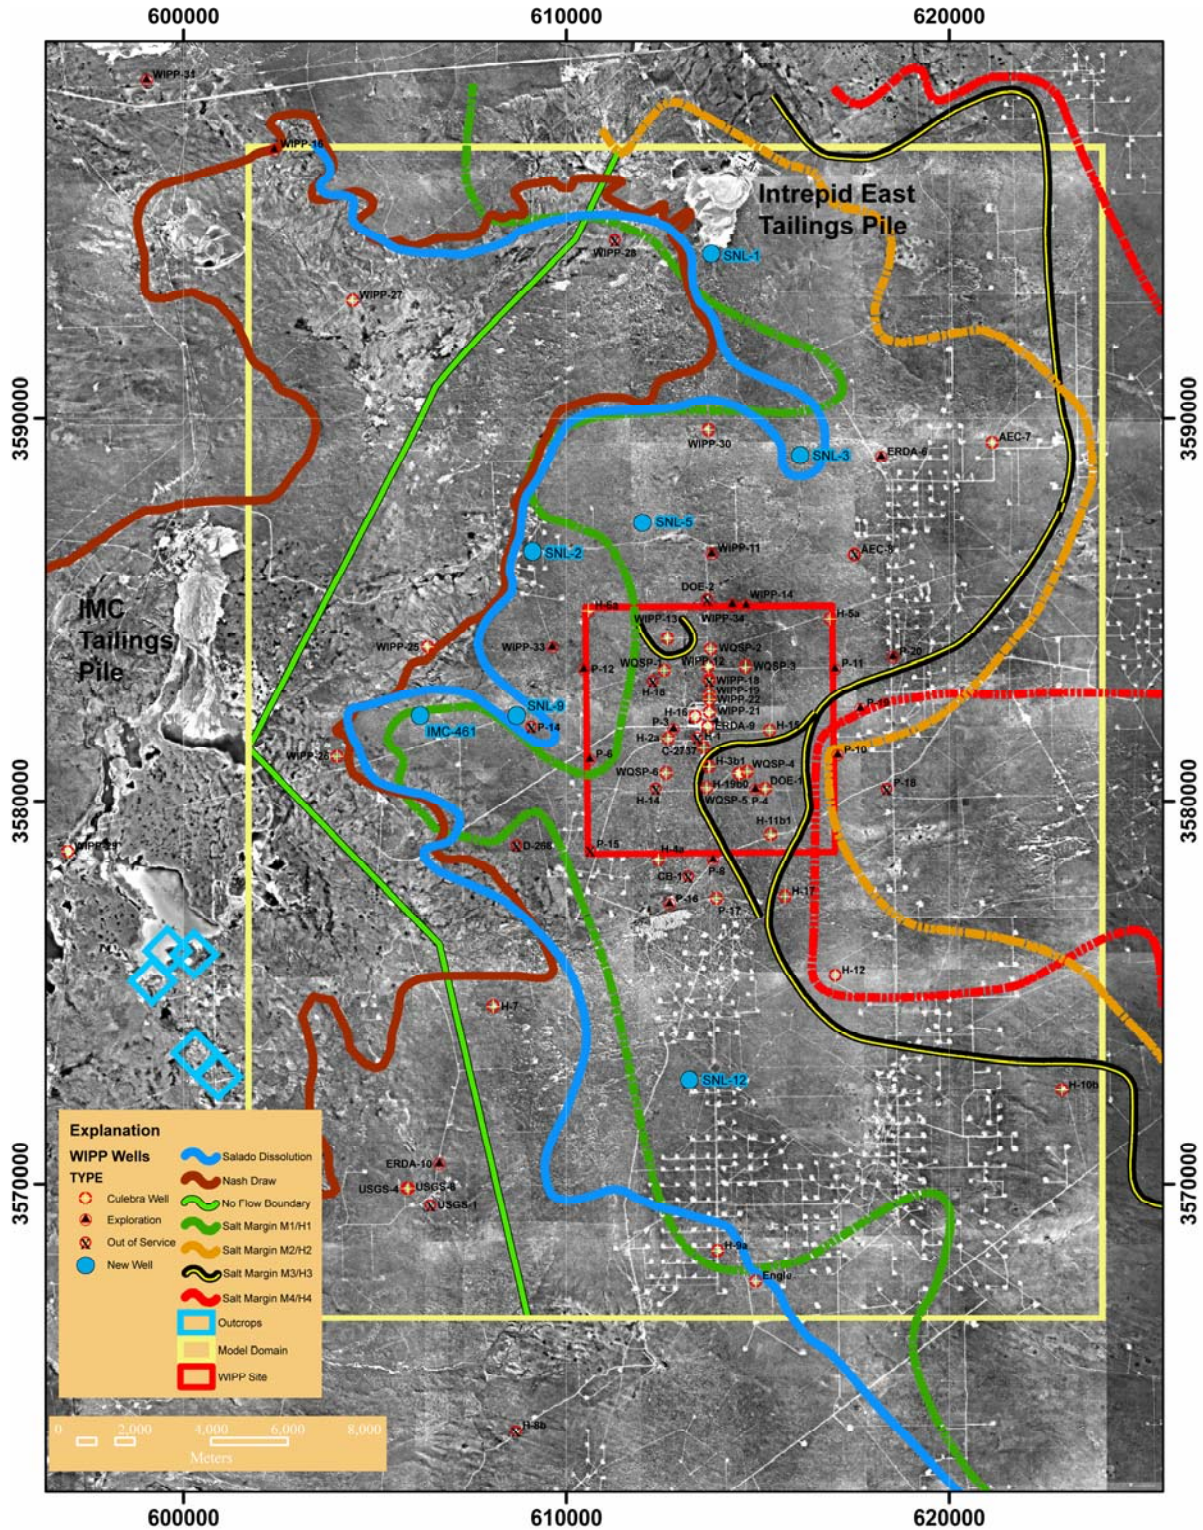 600000
610000
620000
WIPP-31
WIPP-16
Intrepid East
Tailings Pile
WIPP-28
SNL-1
WIPP-27
3590000
3590000
WIPP-30
AEC-7
SNL-3
ERDA-6
SNL-5
SNL-2
WIPP-11
AEC-8
DOE-2
IMC
Tailings
Pile
H-6a
WIPP-14
WIPP-34
H-5a
WIPP-13
WIPP-25
WIPP-33
WQSP-2
P-20
P-12
WQSP-1
WIPP-12
WQSP-3
P-11
H-18
WIPP-18
WIPP-19
WIPP-22
SNL-9
WIPP-21
H-16
IMC-461
P-14
P-3
ERDA-9
H-15
H-2a
H-1
C-2737
WIPP-26
P-6
P-10
H-3b1
WQSP-6
WQSP-4
3580000
3580000
H-14
H-19b0
DOE-1
P-18
WQSP-5
P-4
H-11b1
WIPP-29
D-268
P-15
H-4a
P-8
CB-1
P-16
P-17
H-17
H-12
H-7
SNL-12
H-10b
Explanation
WIPP Wells
TYPE
Culebra Well
Exploration
Out of Service
New Well
Salado Dissolution
Nash Draw
No Flow Boundary
Salt Margin M1/H1
Salt Margin M2/H2
Salt Margin M3/H3
Salt Margin M4/H4
Outcrops
Model Domain
WIPP Site
ERDA-10
USGS-4
USGS-8
USGS-1
3570000
3570000
H-9a
Engle
H-8b
0 2,000 4,000 6,000 8,000
Meters
600000
610000
620000